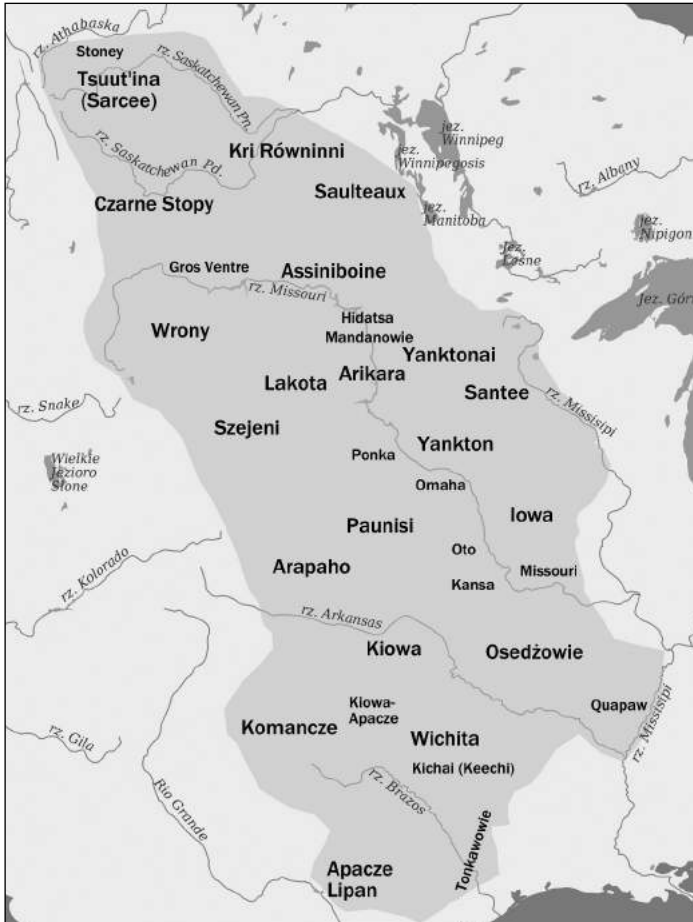 rz. Athabaska
Stoney
Tsuut'ina
(Sarcee)
rz. Saskatchewan Pn.
rz. Saskatchewan Pd.
Kri Równinni
Saulteaux
jez.
Winnipeg
jez.
Winnipegosis
jez.
Manitoba
rz. Albany
jez.
Nipigon
Jez.
Leśne
Jez. Górn
Czarne Stopy
Gros Ventre
Assiniboine
rz. Missouri
Hidatsa
Mandanowie
Wrony
Yanktonai
Arikara
Lakota
Santee
rz. Missisipi
rz. Snake
Szejeni
Yankton
Ponka
Wielkie
Jezioro
Słone
Omaha
Iowa
Paunisi
Oto
Arapaho
Missouri
Kansa
rz. Kolorado
rz. Arkansas
Kiowa
Osedżowie
Quapaw
rz. Missisipi
Kiowa-
Apacze
Komancze
Wichita
rz. Gila
Kichai (Keechi)
rz. Brazos
Rio Grande
Tonkawowie
Apacze
Lipan